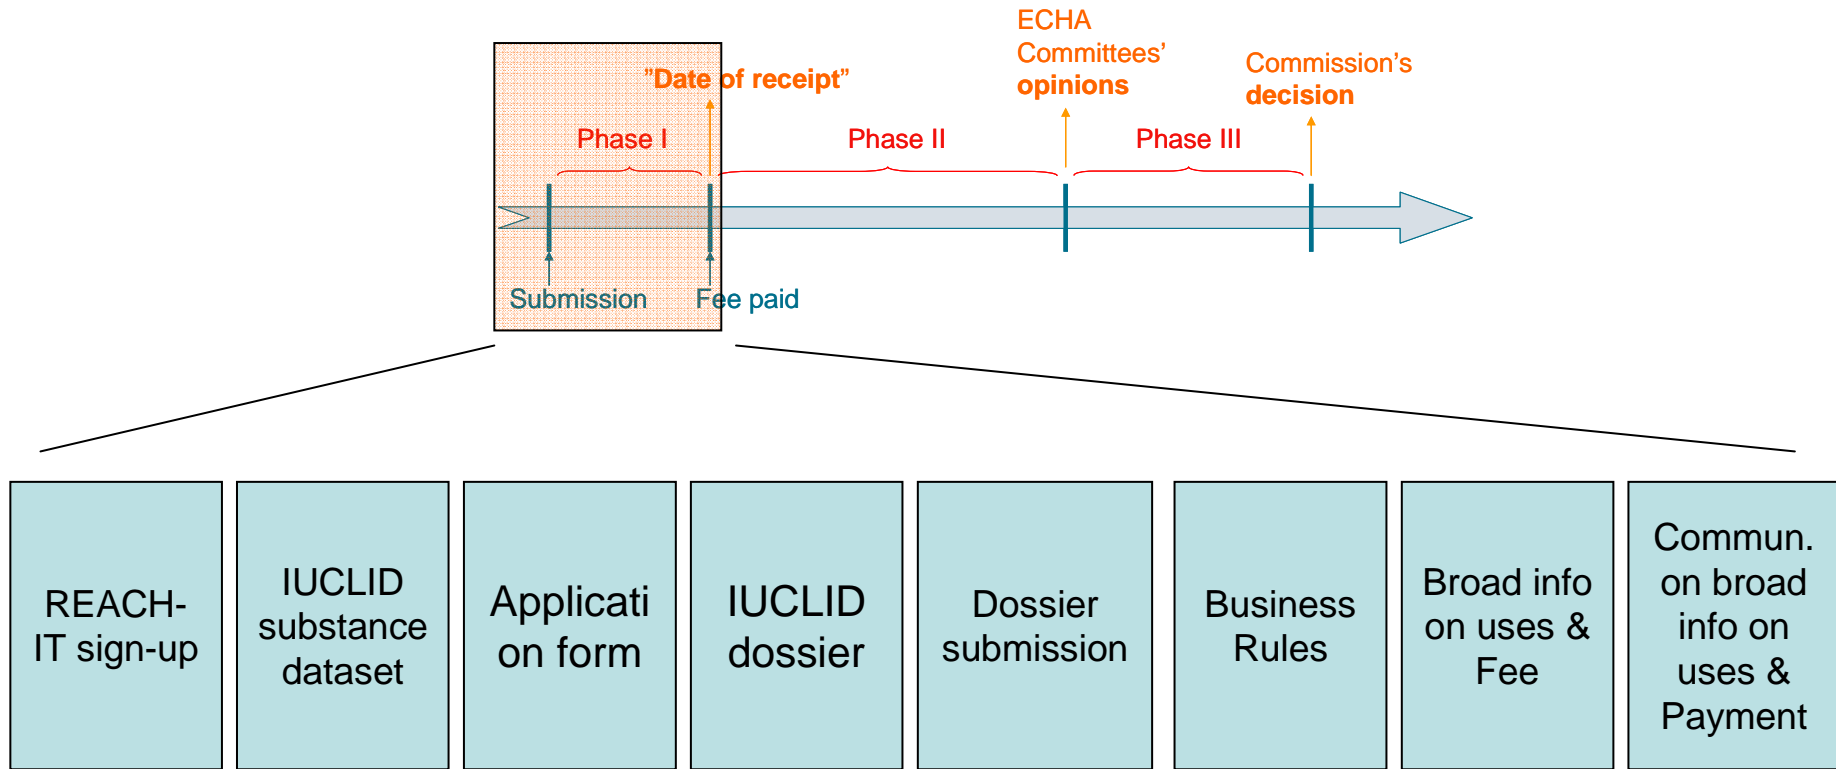 ECHA
Committees’
opinions
Commission’s
decision
”Date of receipt”
Phase I
Phase II
Phase III
Submission
Fee paid
REACH-
IT sign-up
IUCLID
substance
dataset
Applicati
on form
IUCLID
dossier
Dossier
submission
Business
Rules
Broad info
on uses &
Fee
Commun.
on broad
info on
uses &
Payment